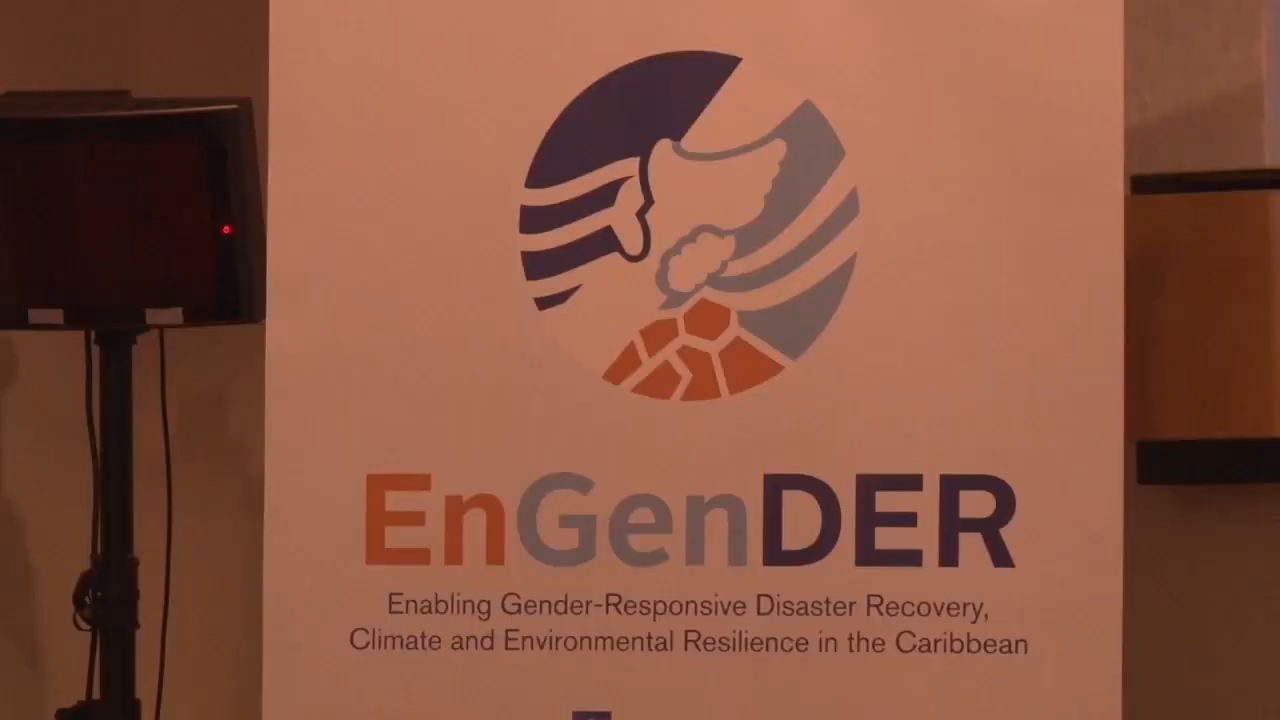 EnGenDER
Enabling Gender-Responsive Disaster Recovery,
Climate and Environmental Resilience in the Caribbean